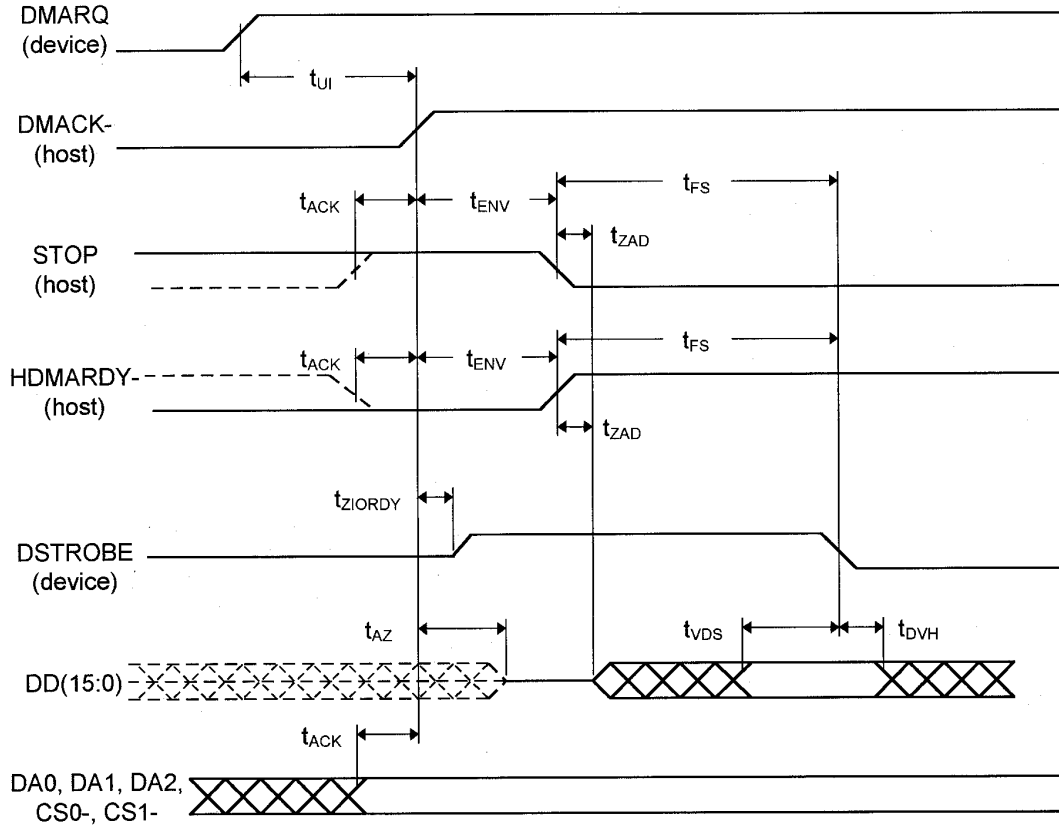 DMARQ
(device)
tUI
DMACK-
(host)
tACK
tENV
tFS
tZAD
STOP
(host)
tACK
tENV
tFS
HDMARDY-
(host)
tZAD
tZIORDY
DSTROBE
(device)
tAZ
tVDS
tDVH
DD(15:0)
tACK
DA0, DA1, DA2,
CS0-, CS1-